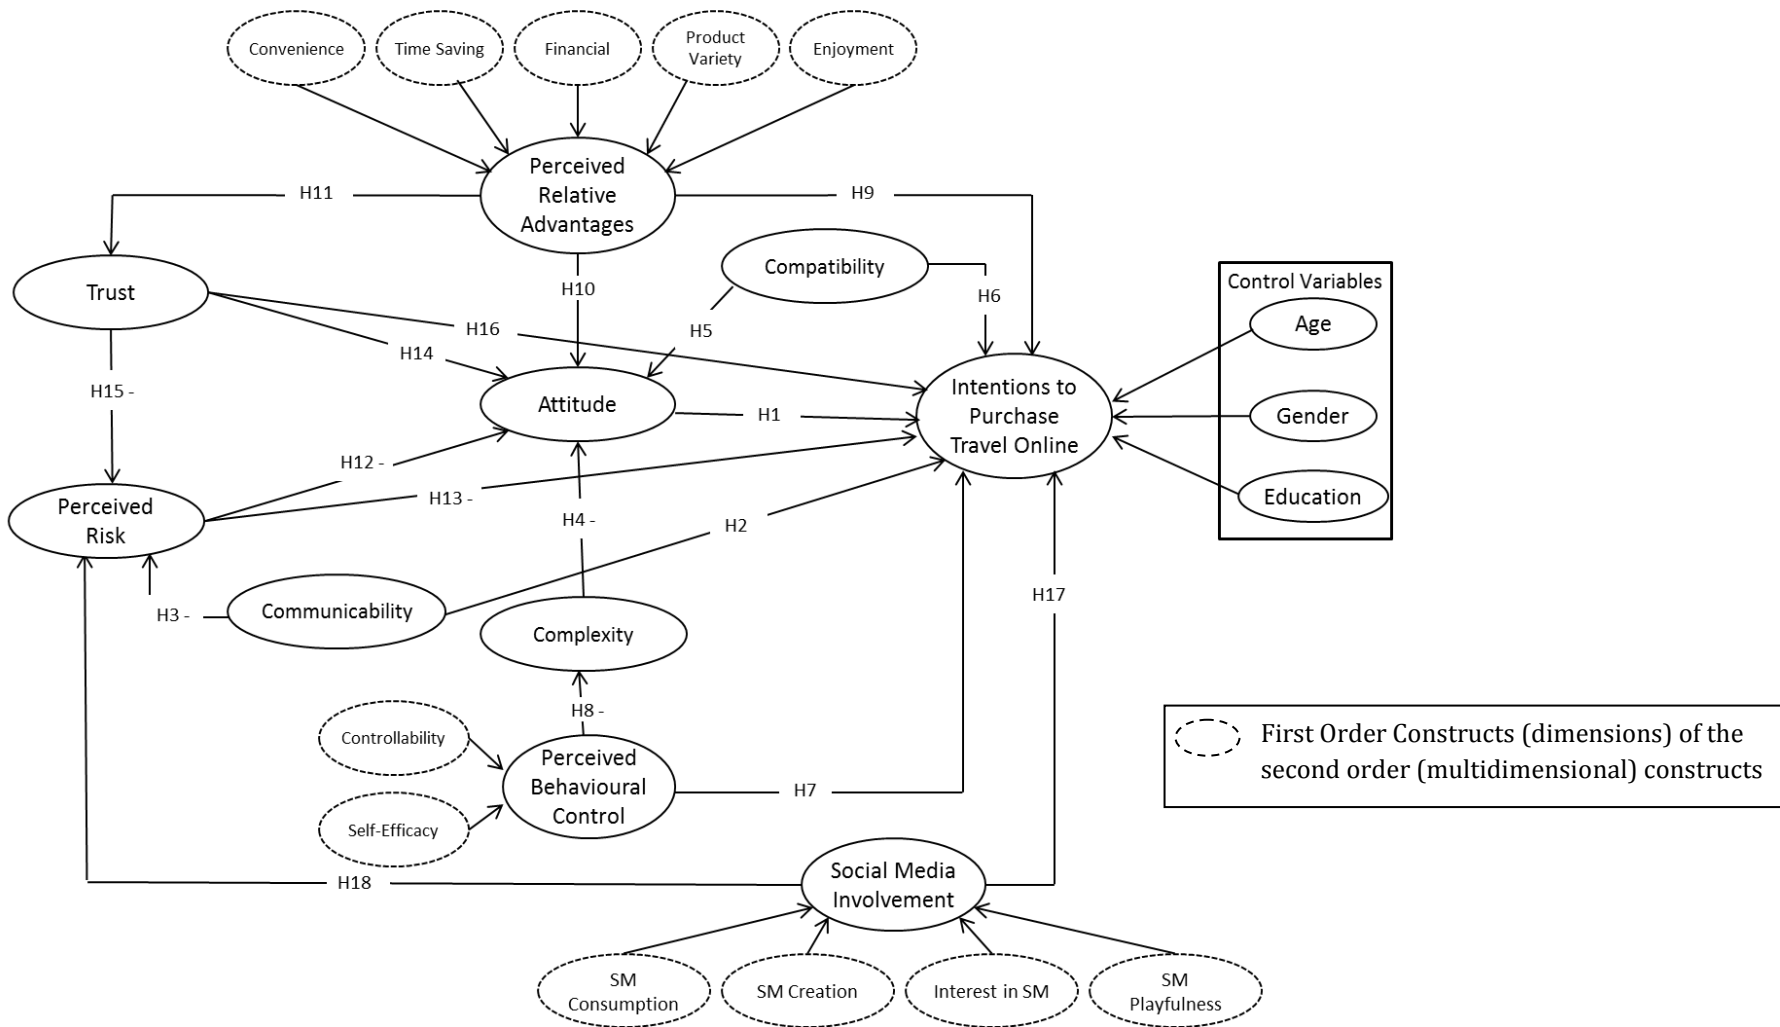 Convenience
Time Saving
Financial
Product
Variety
Enjoyment
Perceived
Relative
Advantages
H11
H9
Trust
Compatibility
Control Variables
H10
H6
Age
H16
H5
H14
H15 -
Attitude
H1
Intentions to
Purchase
Travel Online
Gender
H12 -
H13 -
Education
Perceived
Risk
H4 -
H2
H3 -
Communicability
H17
Complexity
H8 -
Controllability
Perceived
Behavioural
Control
H7
Self-Efficacy
First Order Constructs (dimensions) of the
second order (multidimensional) constructs
H18
Social Media
Involvement
SM
Consumption
SM Creation
Interest in SM
SM
Playfulness